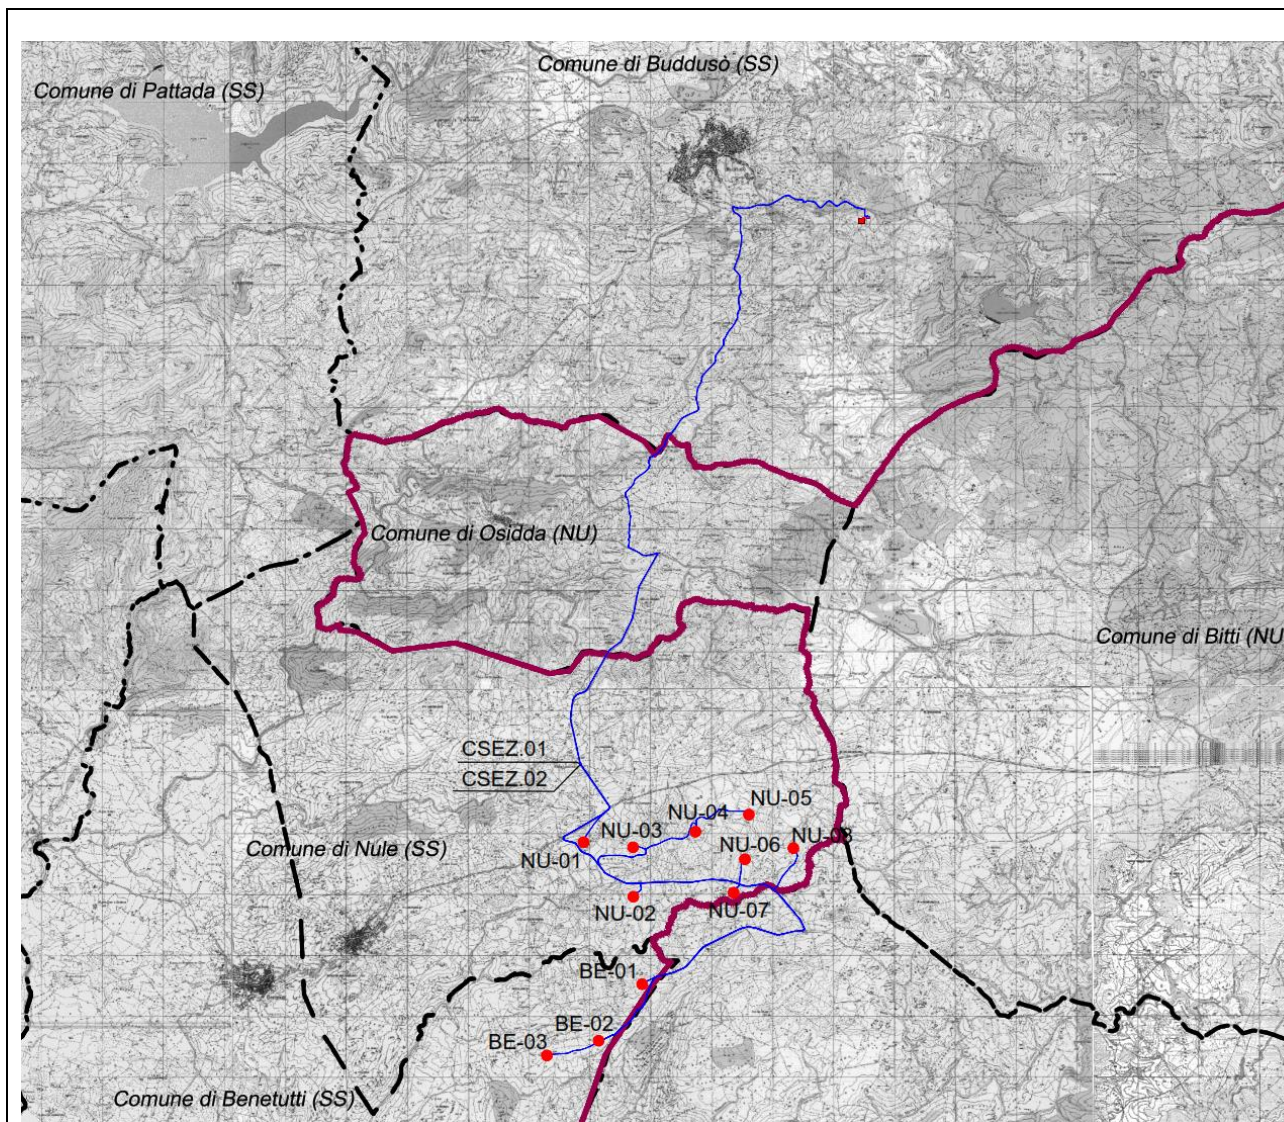 Comune di Buddusò (SS)
Comune di Pattada (SS)
Comune di Osidda (NU)
Comune di Bitti (NU
CSEZ.01
CSEZ.02
NU-05
NU-04
NU-03
NU-08
NU-06
NU-01
Comune di Nule (SS)
NU-02
NU-07
BE-01
BE-02
BE-03
Comune di Benetutti (SS)